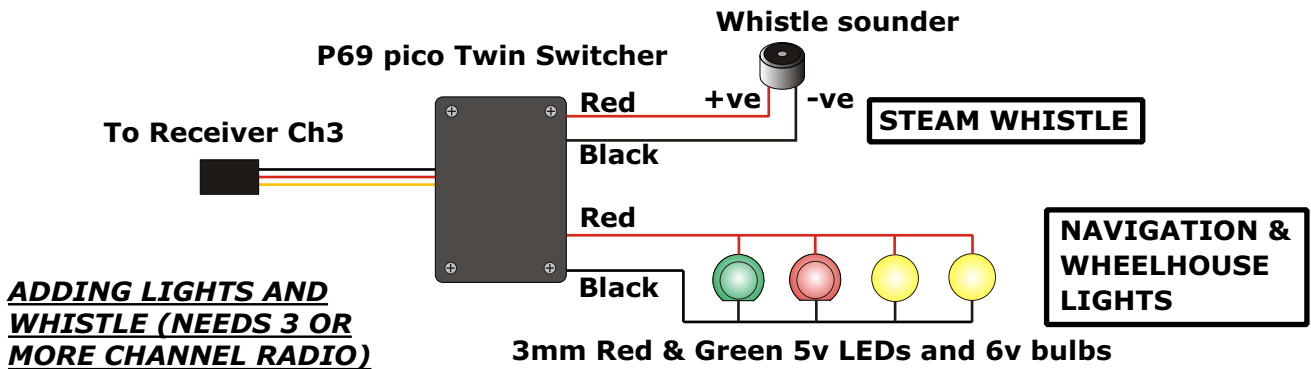 Whistle sounder
P69 pico Twin Switcher
Red
+ve
-ve
STEAM WHISTLE
To Receiver Ch3
Black
Red
NAVIGATION &
WHEELHOUSE
LIGHTS
Black
ADDING LIGHTS AND
WHISTLE (NEEDS 3 OR
MORE CHANNEL RADIO)
3mm Red & Green 5v LEDs and 6v bulbs